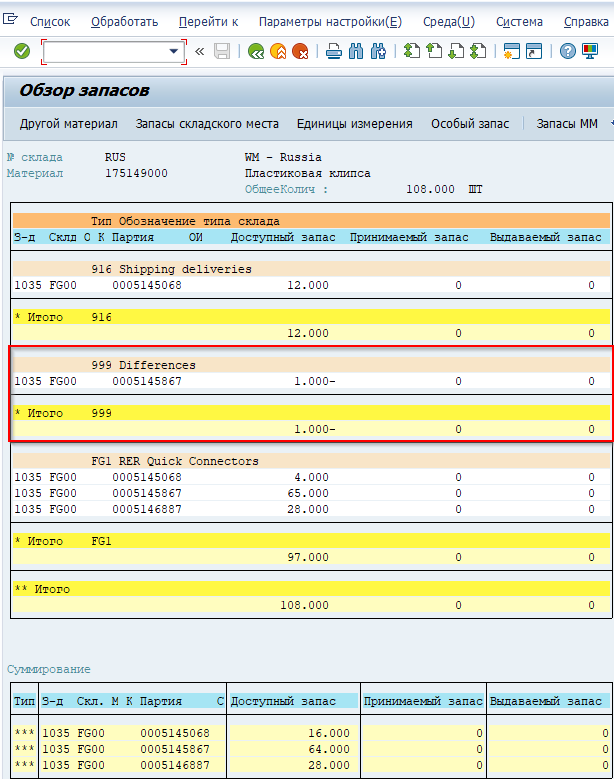 Список Обработать Перейти к Параметры настройки(E) Среда(U) Система Справка
«
Обзор запасов
Другой материал Запасы складского места Единицы измерения Особый запас Запасы ММ
№ склада RUS WM - Russia
Материал 175149000 Пластиковая клипса
ОбщееКолич : 108.000 ШТ
Тип Обозначение типа склада
З-д Склд О К Партия ОИ Доступный запас Принимаемый запас Выдаваемый запас
916 Shipping deliveries
1035 FG00 0005145068 12.000 0 0
* Итого 916
12.000 0 0
999 Differences
1035 FG00 0005145867 1.000- 0 0
* Итого 999
1.000- 0 0
FG1 RER Quick Connectors
1035 FG00 0005145068 4.000 0 0
1035 FG00 0005145867 65.000 0 0
1035 FG00 0005146887 28.000 0 0
* Итого FG1
97.000 0 0
** Итого
108.000 0 0
Суммирование
Тип З-д Скл. М К Партия С Доступный запас Принимаемый запас Выдаваемый запас
*** 1035 FG00 0005145068 16.000 0 0
*** 1035 FG00 0005145867 64.000 0 0
*** 1035 FG00 0005146887 28.000 0 0